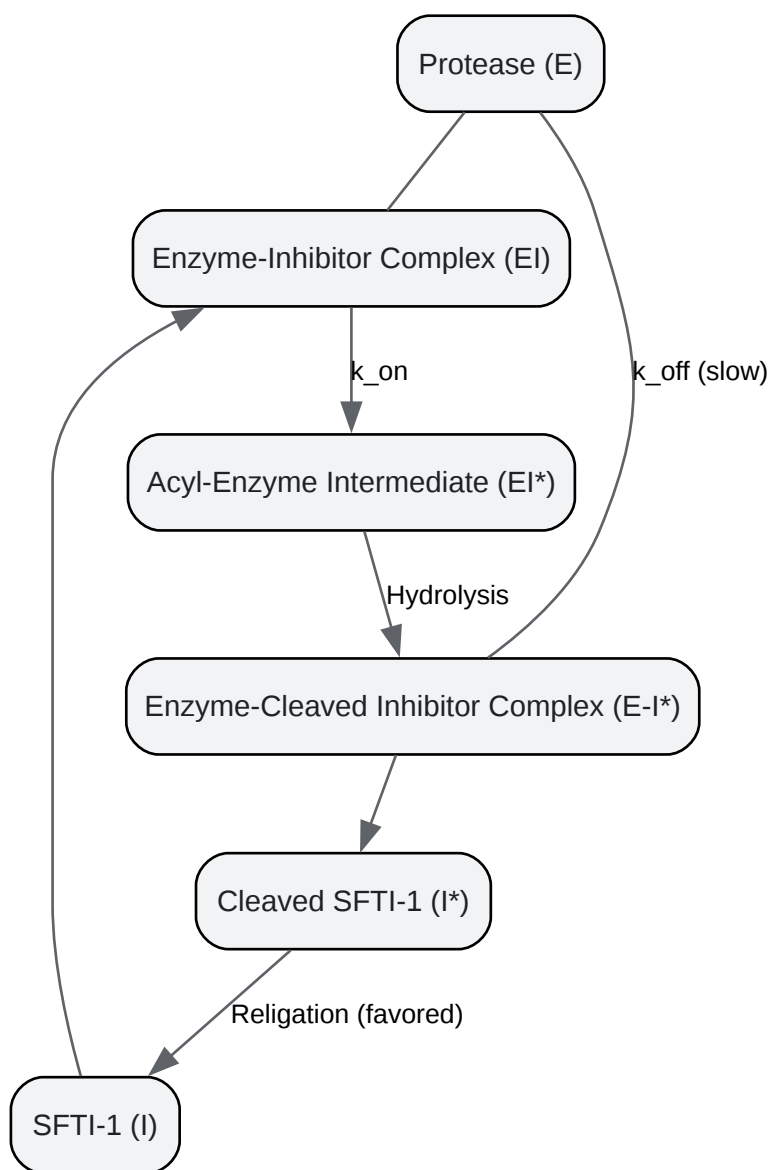 Protease (E)
Enzyme-Inhibitor Complex (EI)
k_on
k_off (slow)
Acyl-Enzyme Intermediate (EI*)
Hydrolysis
Enzyme-Cleaved Inhibitor Complex (E-I*)
Cleaved SFTI-1 (I*)
Religation (favored)
SFTI-1 (I)